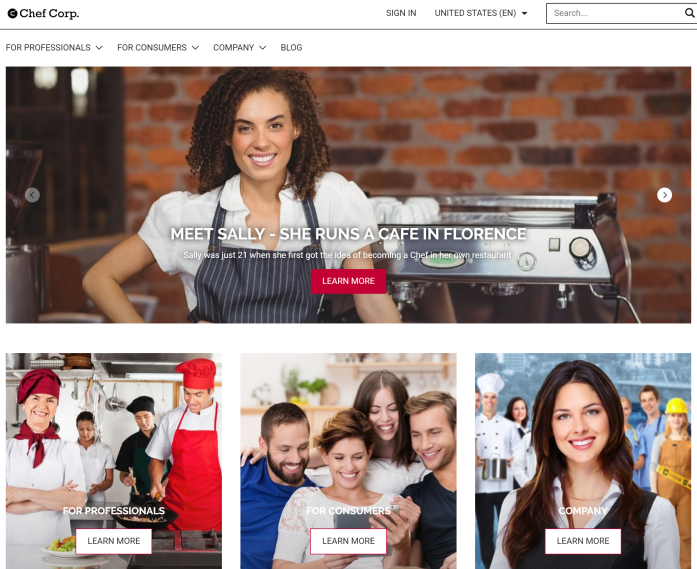 Chef Corp.
SIGN IN
UNITED STATES (EN)
Search...
FOR PROFESSIONALS
FOR CONSUMERS
COMPANY
BLOG
MEET SALLY - SHE RUNS A CAFE IN FLORENCE
Sally was just 21 when she first got the idea of becoming a Chef in her own restaurant.
LEARN MORE
FOR PROFESSIONALS
LEARN MORE
FOR CONSUMERS
LEARN MORE
COMPANY
LEARN MORE